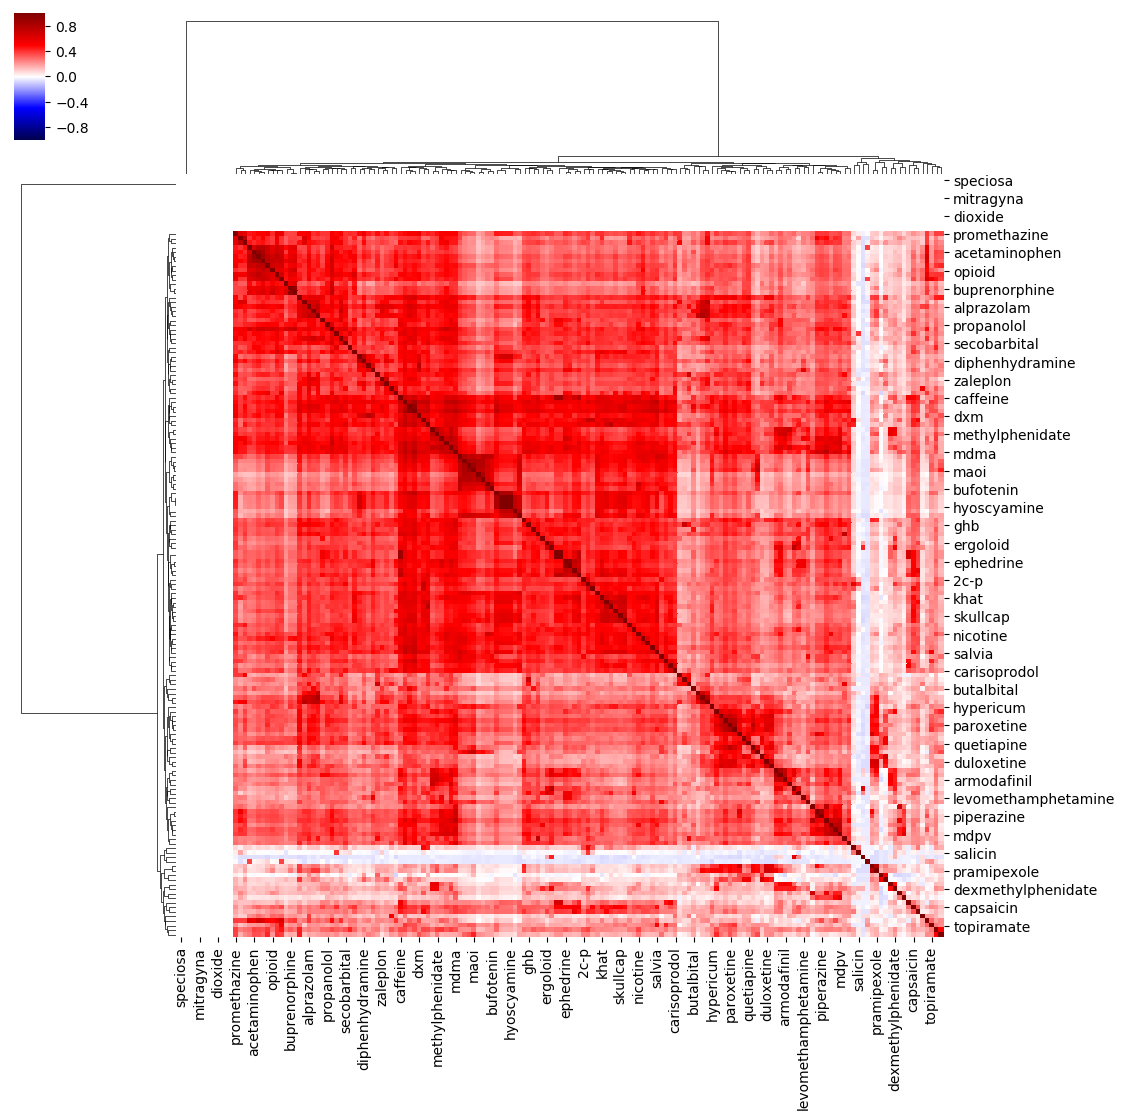 0.8
0.4
0.0
−0.4
−0.8
speciosa
mitragyna
dioxide
promethazine
acetaminophen
opioid
buprenorphine
alprazolam
propanolol
secobarbital
diphenhydramine
zaleplon
caffeine
dxm
methylphenidate
mdma
maoi
bufotenin
hyoscyamine
ghb
ergoloid
ephedrine
2c-p
khat
skullcap
nicotine
salvia
carisoprodol
butalbital
hypericum
paroxetine
quetiapine
duloxetine
armodafinil
levomethamphetamine
piperazine
mdpv
salicin
pramipexole
dexmethylphenidate
capsaicin
topiramate
speciosa
mitragyna
dioxide
promethazine
acetaminophen
opioid
buprenorphine
alprazolam
propanolol
secobarbital
diphenhydramine
zaleplon
caffeine
dxm
methylphenidate
mdma
maoi
bufotenin
hyoscyamine
ghb
ergoloid
ephedrine
2c-p
khat
skullcap
nicotine
salvia
carisoprodol
butalbital
hypericum
paroxetine
quetiapine
duloxetine
armodafinil
levomethamphetamine
piperazine
mdpv
salicin
pramipexole
dexmethylphenidate
capsaicin
topiramate